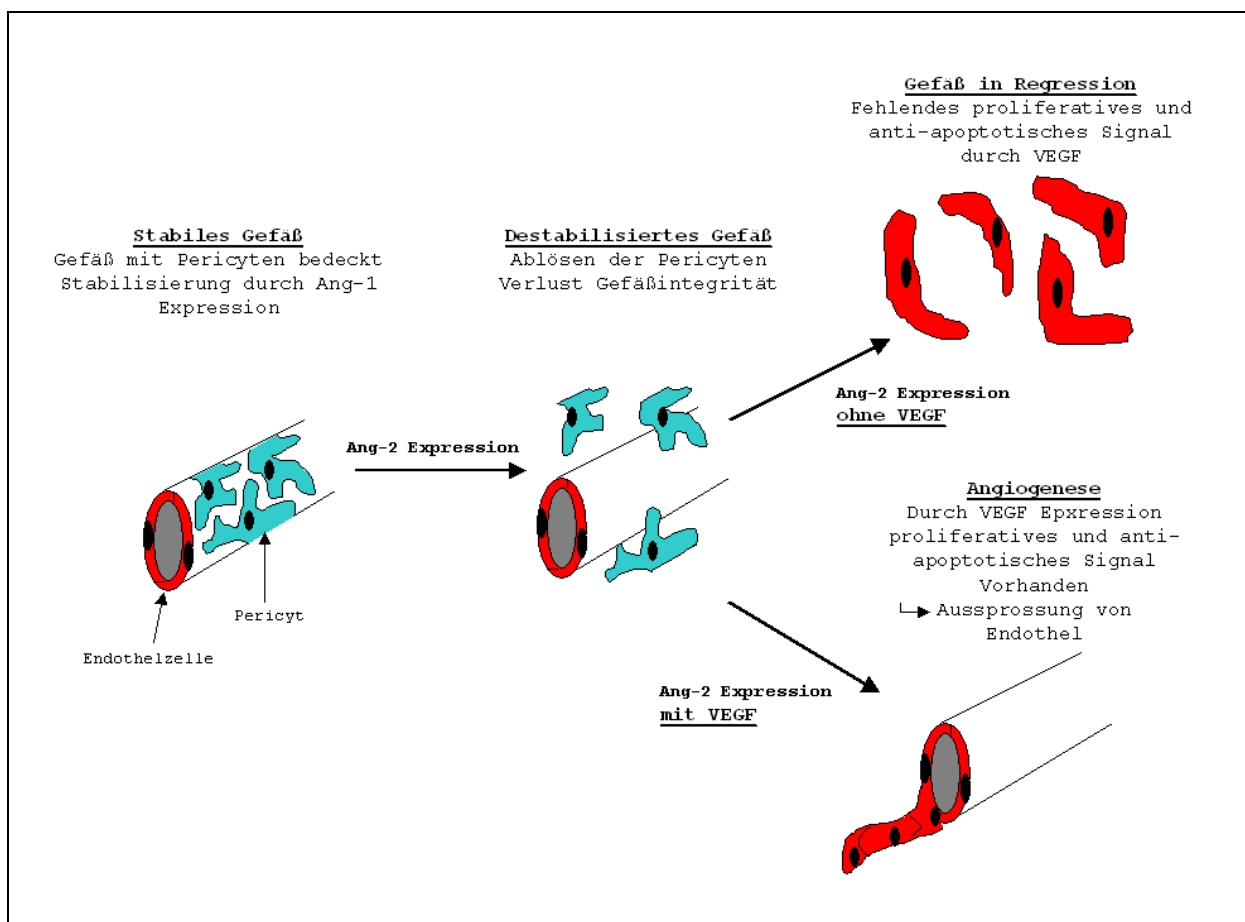 Stabiles Gefäß
Gefäß mit Pericyten bedeckt
Stabilisierung durch Ang-1
Expression
Endothelzelle
Pericyt
Ang-2 Expression
Destabilisiertes Gefäß
Ablösen der Pericyten
Verlust Gefäßintegrität
Ang-2 Expression
ohne VEGF
Gefäß in Regression
Fehlendes proliferatives und
anti-apoptotisches Signal
durch VEGF
Ang-2 Expression
mit VEGF
Angiogenese
Durch VEGF Epxression
proliferatives und anti-
apoptotisches Signal
Vorhanden
Aussprossung von
Endothel